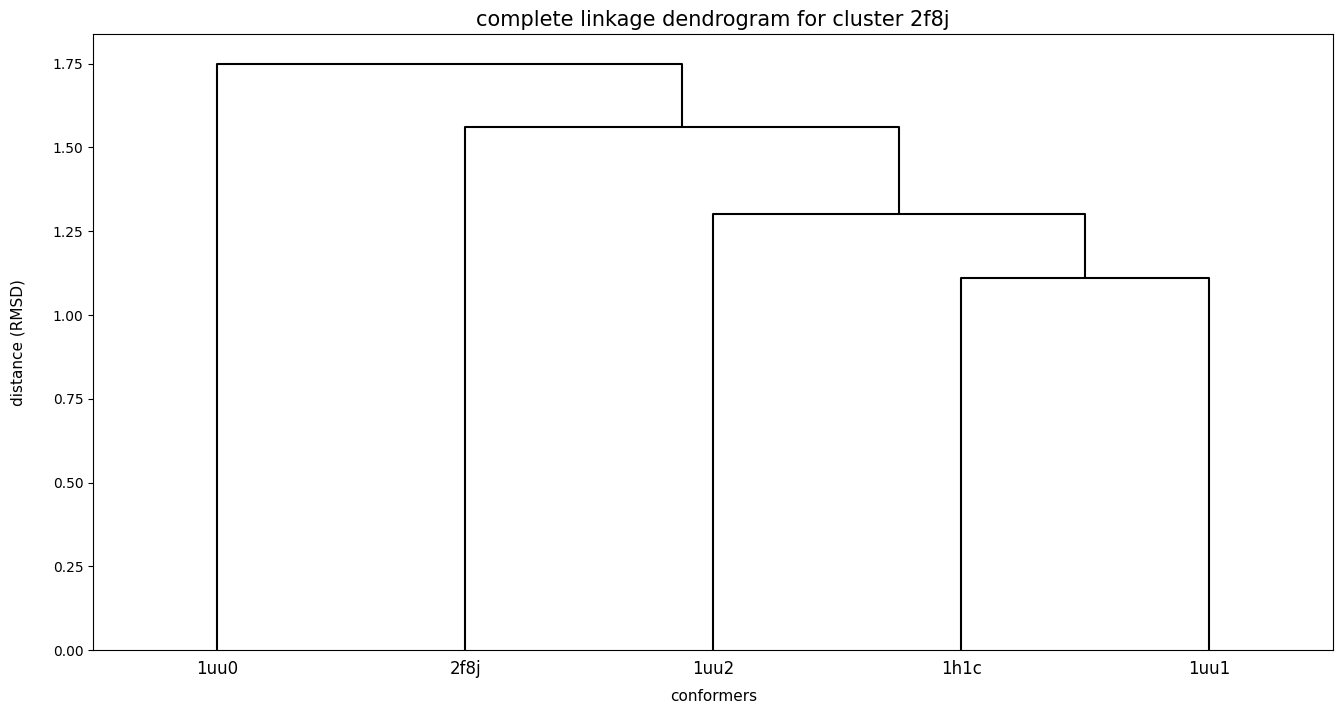 complete linkage dendrogram for cluster 2f8j
1.75
1.50
1.25
1.00
0.75
0.50
0.25
0.00
distance (RMSD)
1uu0 2f8j 1uu2 1h1c 1uu1
conformers